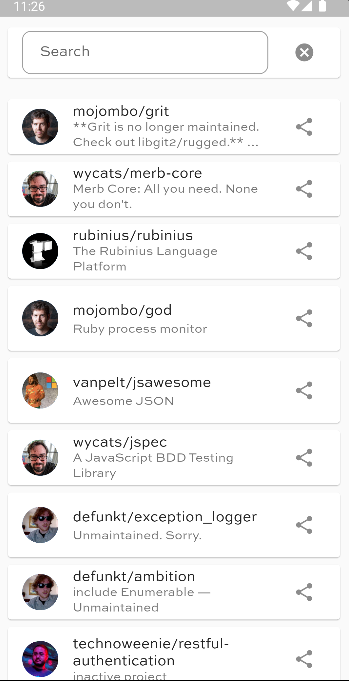 11:26
Search
mojombo/grit
**Grit is no longer maintained.
Check out libgit2/rugged.** ...
wycats/merb-core
Merb Core: All you need. None
you don't.
rubinius/rubinius
The Rubinius Language
Platform
mojombo/god
Ruby process monitor
vanpelt/jsawesome
Awesome JSON
wycats/jspec
A JavaScript BDD Testing
Library
defunkt/exception_logger
Unmaintained. Sorry.
defunkt/ambition
include Enumerable —
Unmaintained
technoweenie/restful-
authentication
inactive project